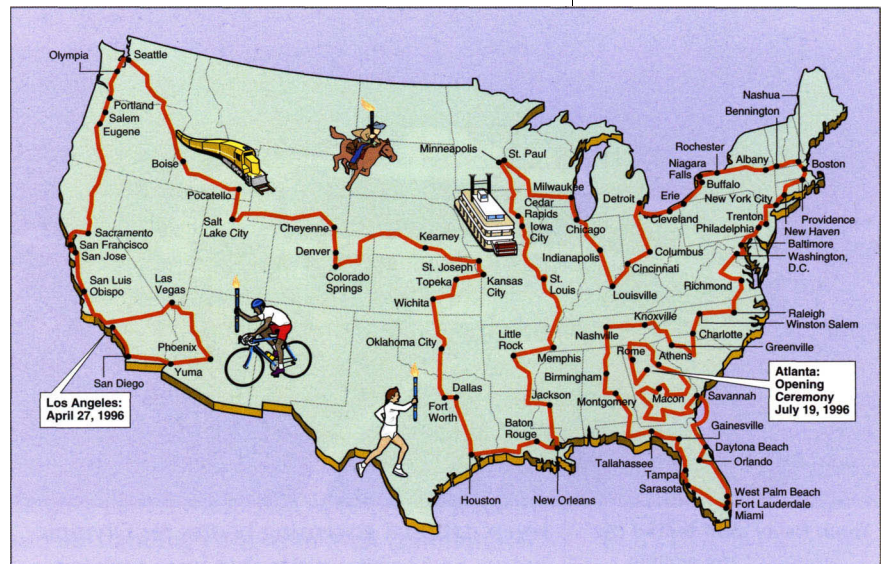 Olympia
Seattle
Portland
Salem
Eugene
Boise
Pocatello
Salt
Lake City
Cheyenne
Denver
Colorado
Springs
Kearney
St. Joseph
Topeka
Kansas
City
Wichita
Oklahoma City
Dallas
Fort
Worth
Houston
Sacramento
San Francisco
San Jose
San Luis
Obispo
Las
Vegas
Phoenix
Yuma
San Diego
Los Angeles:
April 27, 1996
Minneapolis
St. Paul
Milwaukee
Cedar
Rapids
Iowa
City
Chicago
Indianapolis
St.
Louis
Louisville
Cincinnati
Columbus
Detroit
Cleveland
Erie
Buffalo
Niagara
Falls
Rochester
Albany
Bennington
Nashua
Boston
New York City
Providence
New Haven
Trenton
Philadelphia
Baltimore
Washington,
D.C.
Richmond
Raleigh
Winston Salem
Charlotte
Greenville
Knoxville
Nashville
Little
Rock
Memphis
Rome
Athens
Birmingham
Macon
Montgomery
Jackson
Baton
Rouge
New Orleans
Atlanta:
Opening
Ceremony
July 19, 1996
Savannah
Gainesville
Daytona Beach
Orlando
Tallahassee
Tampa
Sarasota
West Palm Beach
Fort Lauderdale
Miami